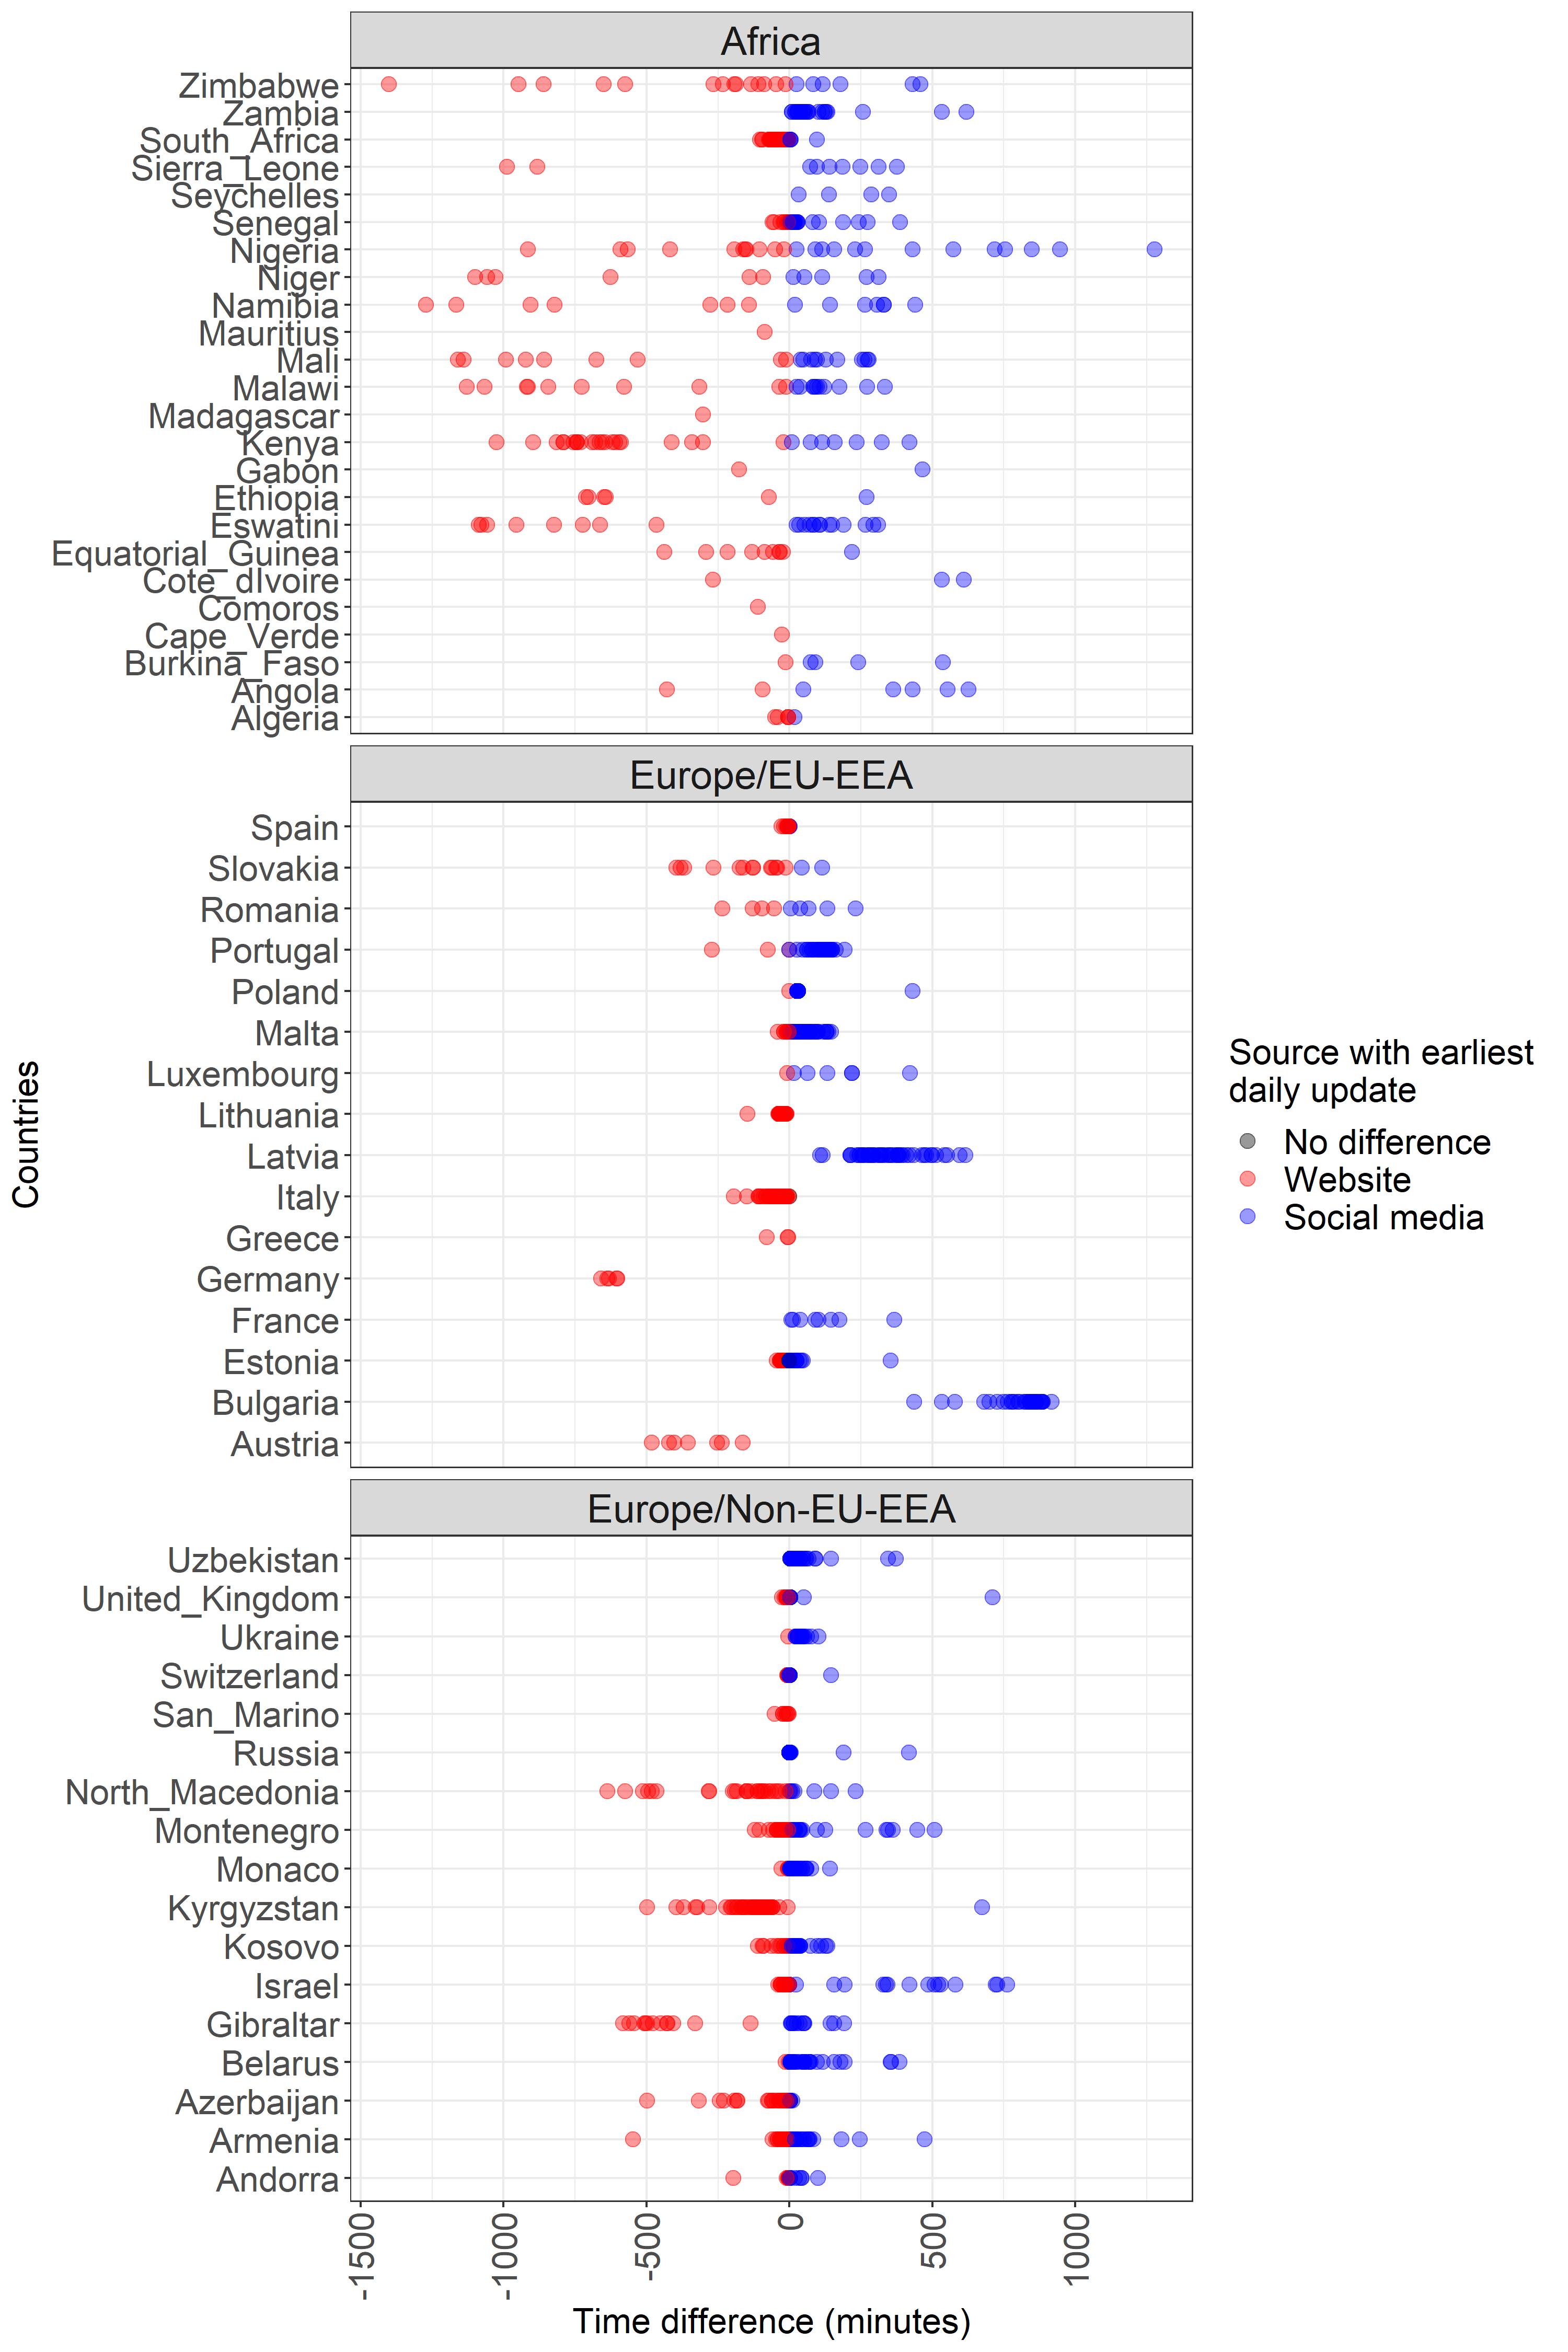 Africa
Zimbabwe
Zambia
South_Africa
Sierra_Leone
Seychelles
Senegal
Nigeria
Niger
Namibia
Mauritius
Mali
Malawi
Madagascar
Kenya
Gabon
Ethiopia
Eswatini
Equatorial_Guinea
Cote_dIvoire
Comoros
Cape_Verde
Burkina_Faso
Angola
Algeria
Europe/EU-EEA
Spain
Slovakia
Romania
Portugal
Poland
Malta
Luxembourg
Lithuania
Latvia
Italy
Greece
Germany
France
Estonia
Bulgaria
Austria
Europe/Non-EU-EEA
Uzbekistan
United_Kingdom
Ukraine
Switzerland
San_Marino
Russia
North_Macedonia
Montenegro
Monaco
Kyrgyzstan
Kosovo
Israel
Gibraltar
Belarus
Azerbaijan
Armenia
Andorra
-1500
-1000
-500
0
500
1000
Time difference (minutes)
Countries
Source with earliest
daily update
No difference
Website
Social media